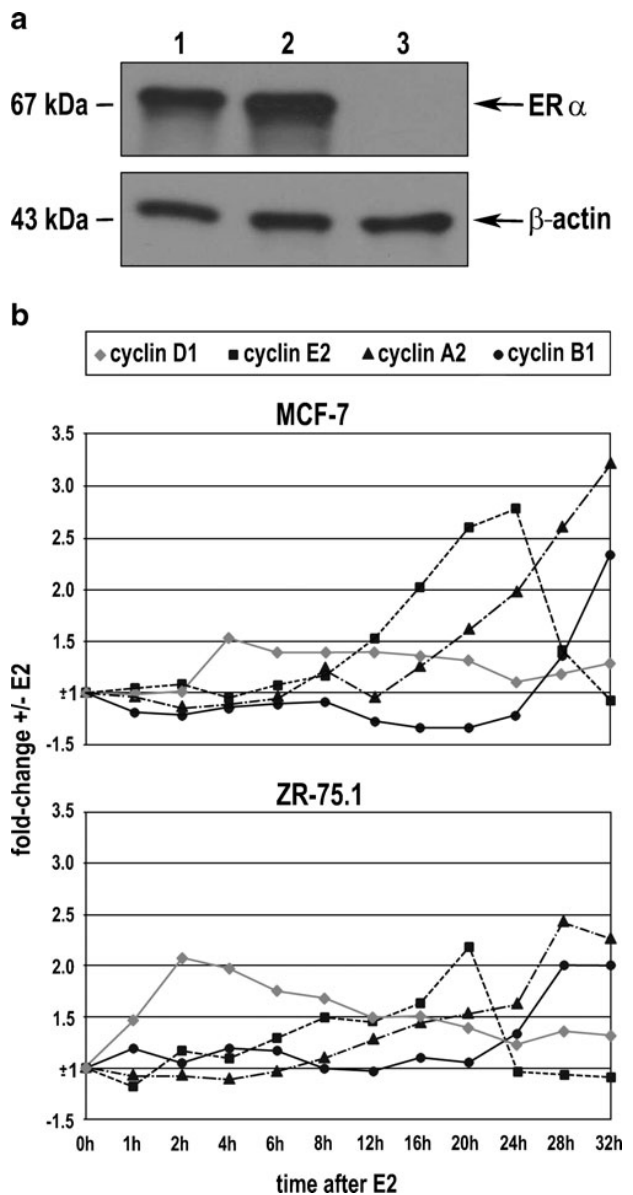 a
1 2 3
67 kDa – ERα
43 kDa – β-actin
b
cyclin D1 cyclin E2 cyclin A2 cyclin B1
MCF-7
3.5
3.0
2.5
2.0
1.5
±1
-1.5
fold-change +/- E2
ZR-75.1
3.5
3.0
2.5
2.0
1.5
±1
-1.5
0h 1h 2h 4h 6h 8h 12h 16h 20h 24h 28h 32h
time after E2